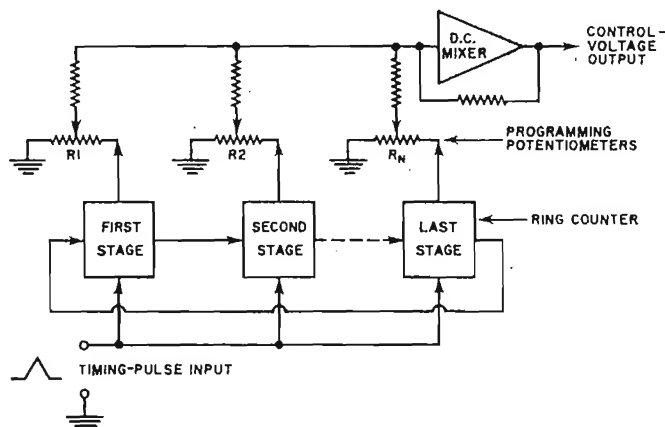 D.C.
MIXER
CONTROL-
VOLTAGE
OUTPUT
R1
R2
RN
PROGRAMMING
POTENTIOMETERS
FIRST
STAGE
SECOND
STAGE
LAST
STAGE
RING COUNTER
TIMING-PULSE INPUT